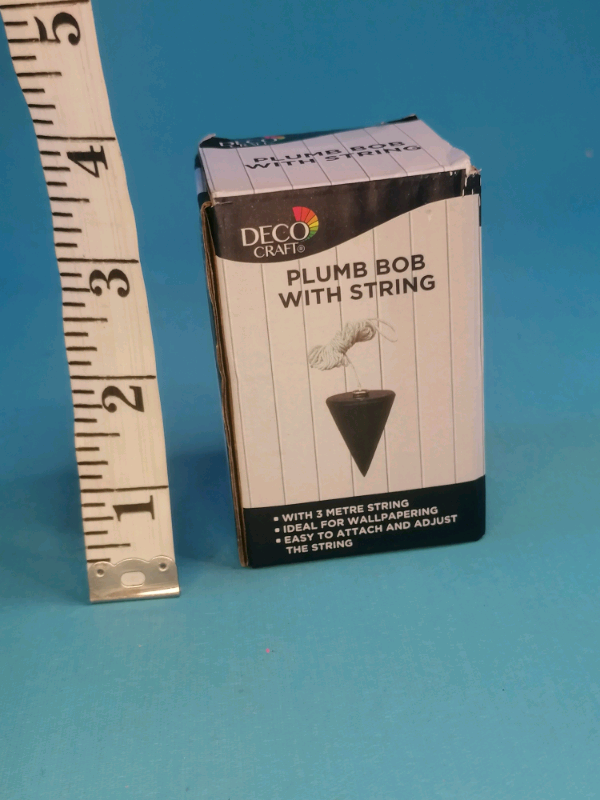 5
4
3
2
1
PLUMB BOB
WITH STRING
DECO
CRAFT®
PLUMB BOB
WITH STRING
• WITH 3 METRE STRING
• IDEAL FOR WALLPAPERING
• EASY TO ATTACH AND ADJUST
THE STRING